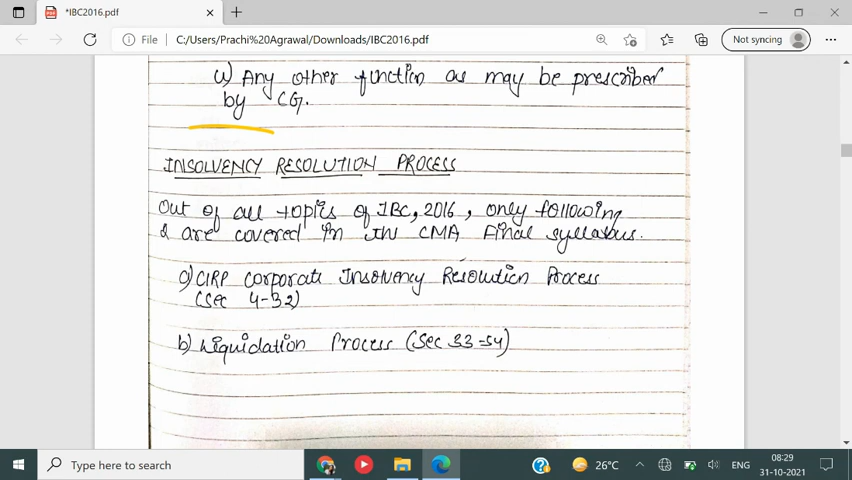 *IBC2016.pdf
File
C:/Users/Prachi%20Agrawal/Downloads/IBC2016.pdf
Not syncing
u) Any other function as may be prescribed
by CG.
INSOLVENCY RESOLUTION PROCESS
Out of all topics of IBC, 2016, only following
2 are covered in the CMA Final syllabus.
a) CIRP Corporate Insolvency Resolution Process
(Sec 4-32)
b) Liquidation Process (Sec 33-54)
Type here to search
26°C
ENG
08:29
31-10-2021